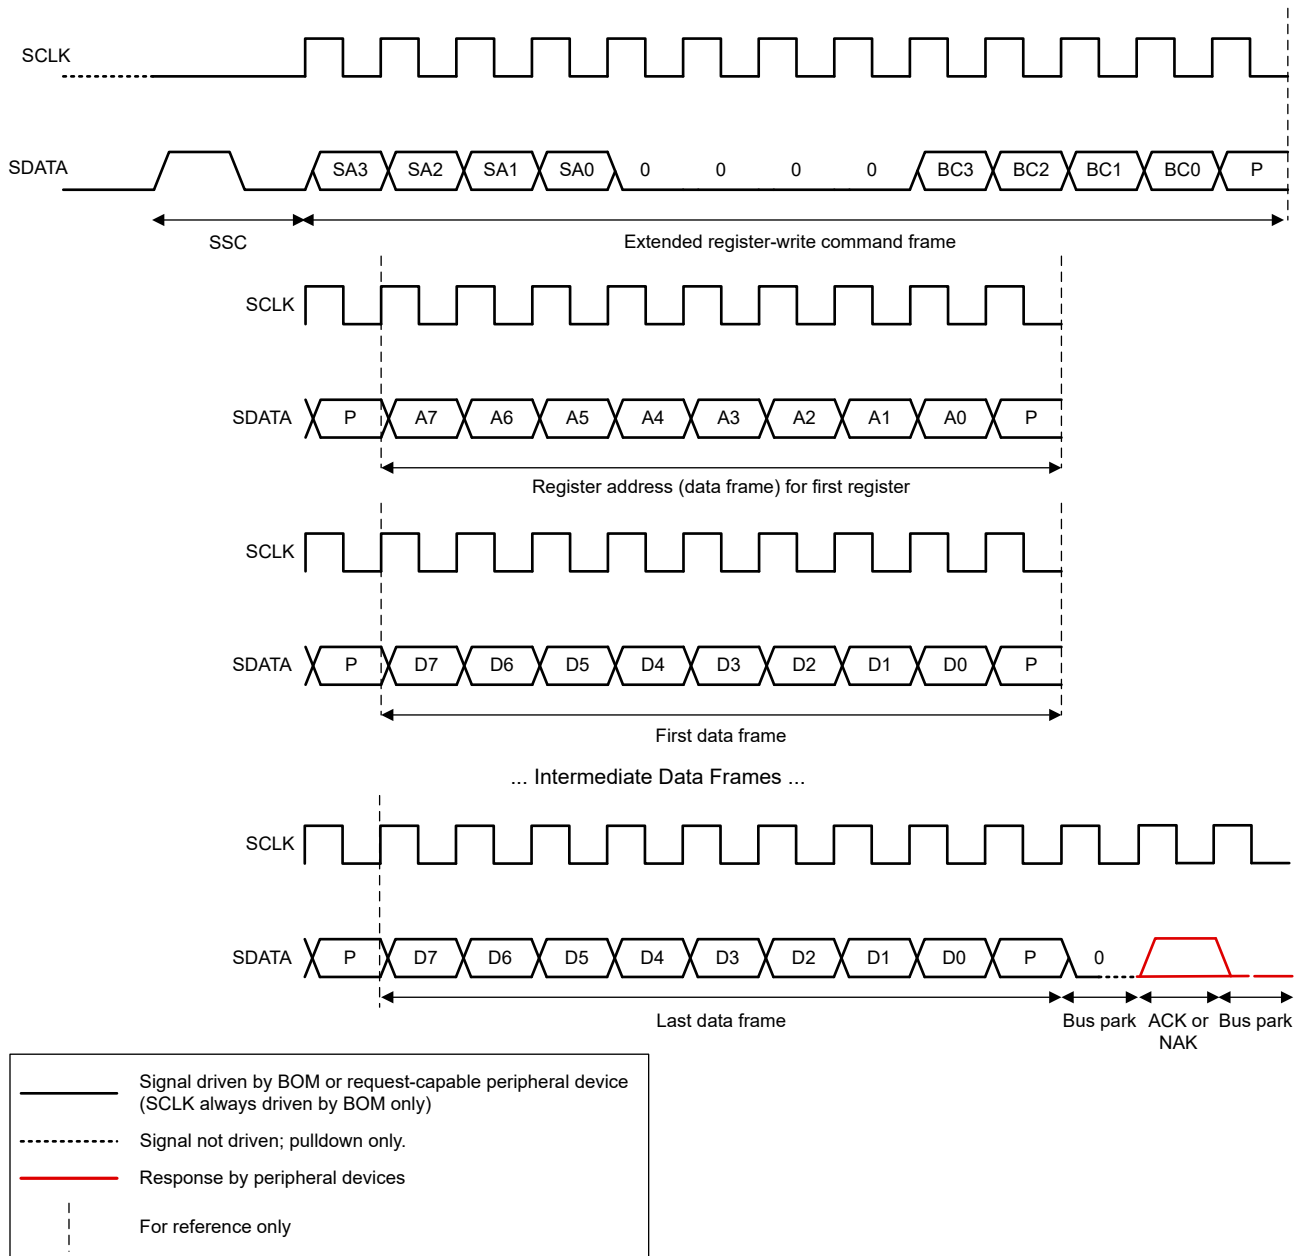 SCLK
SDATA SA3 SA2 SA1 SA0 0 0 0 0 BC3 BC2 BC1 BC0 P
SSC Extended register-write command frame
SCLK
SDATA P A7 A6 A5 A4 A3 A2 A1 A0 P
Register address (data frame) for first register
SCLK
SDATA P D7 D6 D5 D4 D3 D2 D1 D0 P
First data frame
... Intermediate Data Frames ...
SCLK
SDATA P D7 D6 D5 D4 D3 D2 D1 D0 P 0
Last data frame Bus park ACK or Bus park
NAK
Signal driven by BOM or request-capable peripheral device
(SCLK always driven by BOM only)
Signal not driven; pulldown only.
Response by peripheral devices
For reference only